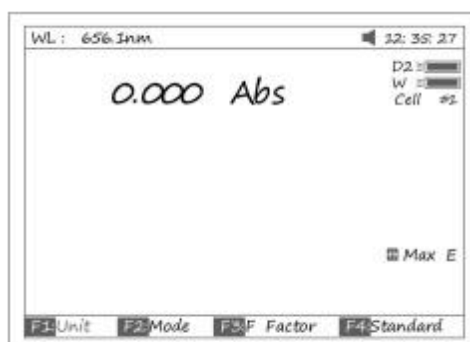 WL: 656.1nm 12:35:27
D2
W
0.000 Abs
Cell #1
Max E
F1:Unit F2:Mode F3:F Factor F4:Standard